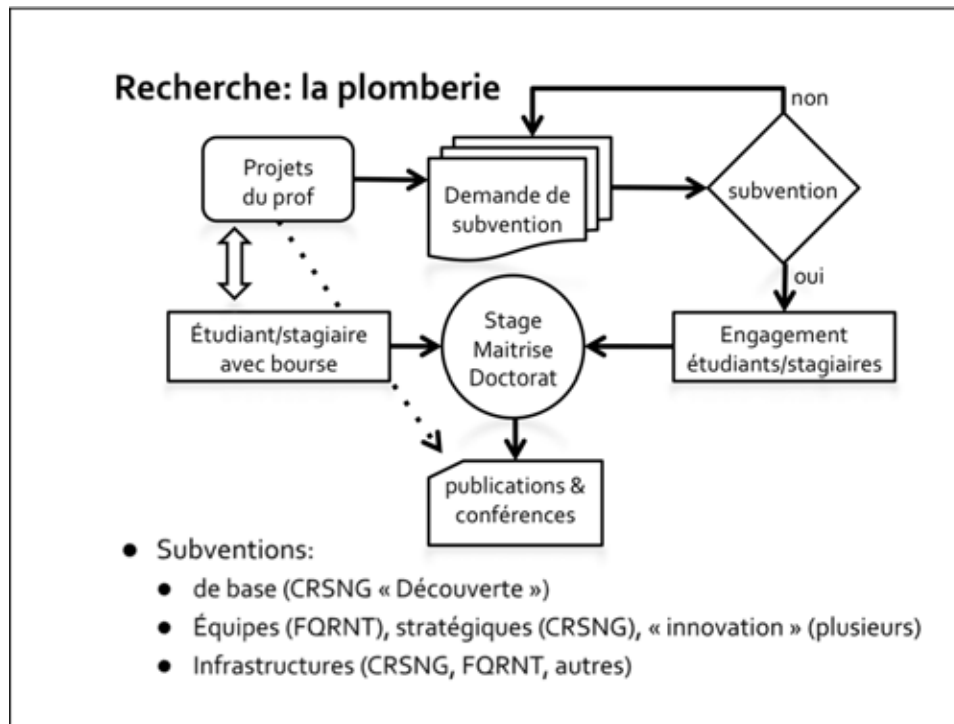 Recherche: la plomberie
non
Projets
du prof
Demande de
subvention
subvention
oui
Étudiant/stagiaire
avec bourse
Stage
Maitrise
Doctorat
Engagement
étudiants/stagiaires
publications &
conférences
● Subventions:
● de base (CRSNG « Découverte »)
● Équipes (FQRNT), stratégiques (CRSNG), « innovation » (plusieurs)
● Infrastructures (CRSNG, FQRNT, autres)